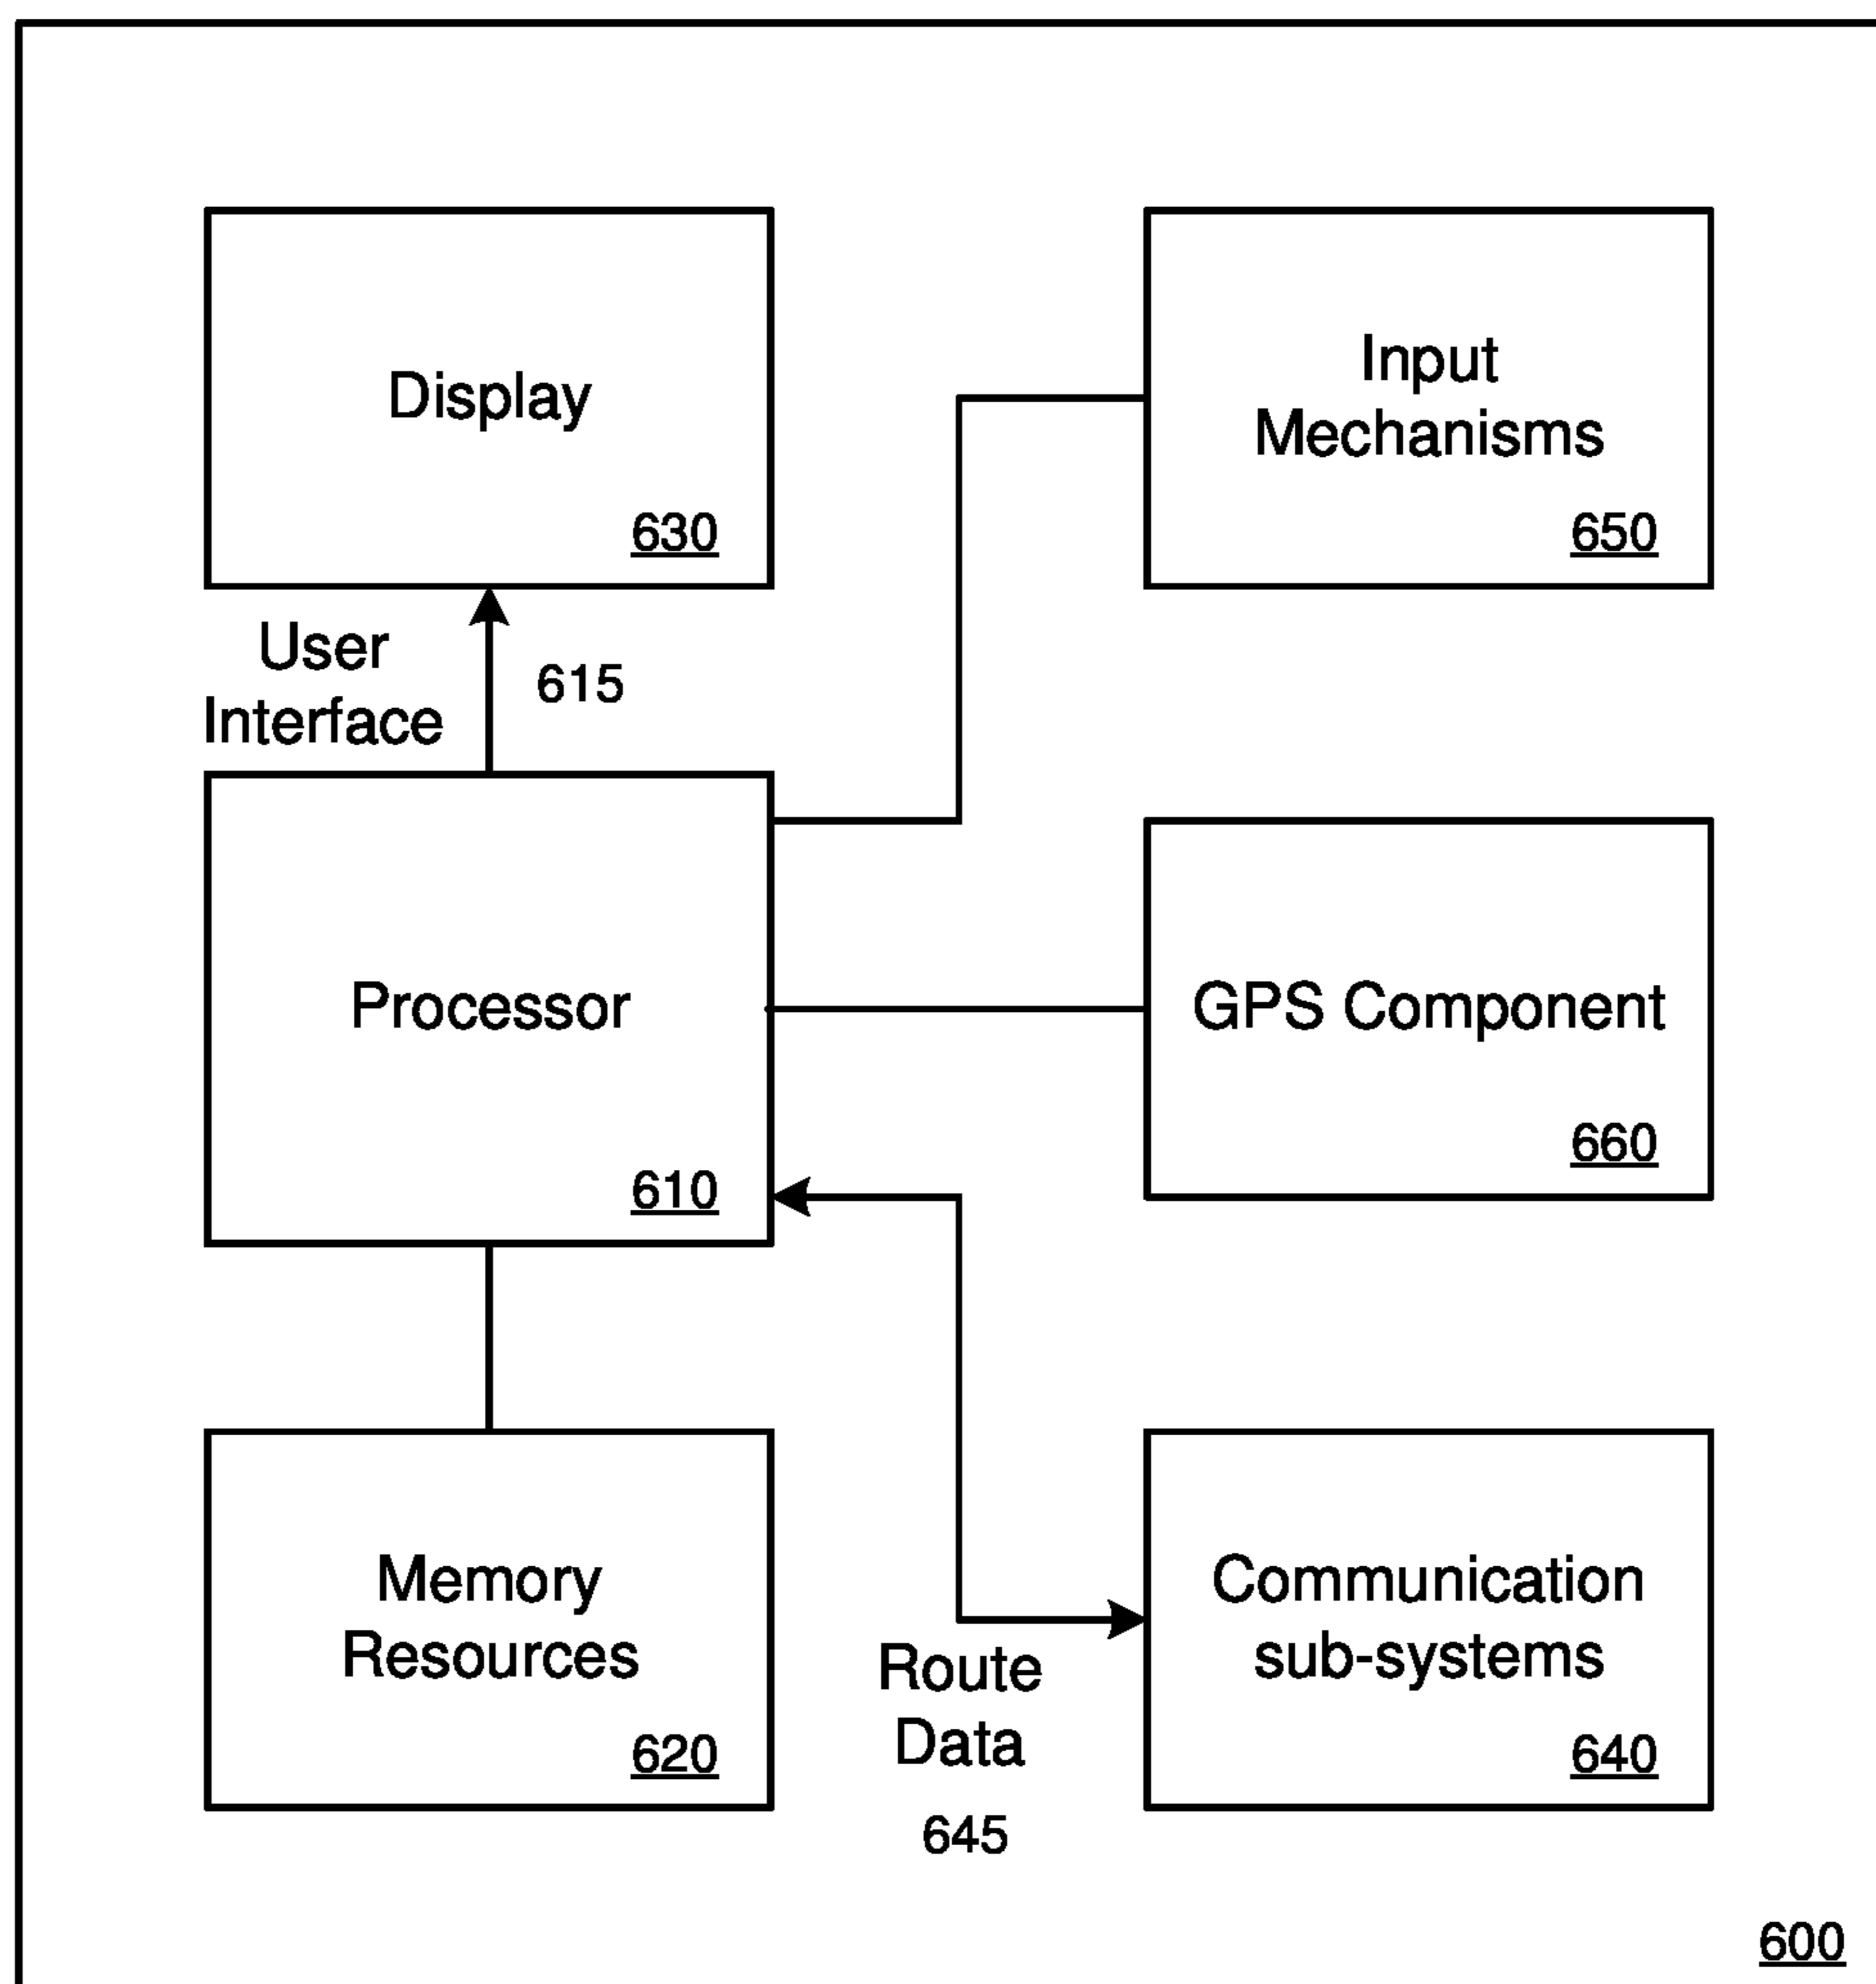 Display
630
Input
Mechanisms
650
User
Interface
615
Processor
610
GPS Component
660
Memory
Resources
620
Route
Data
645
Communication
sub-systems
640
600